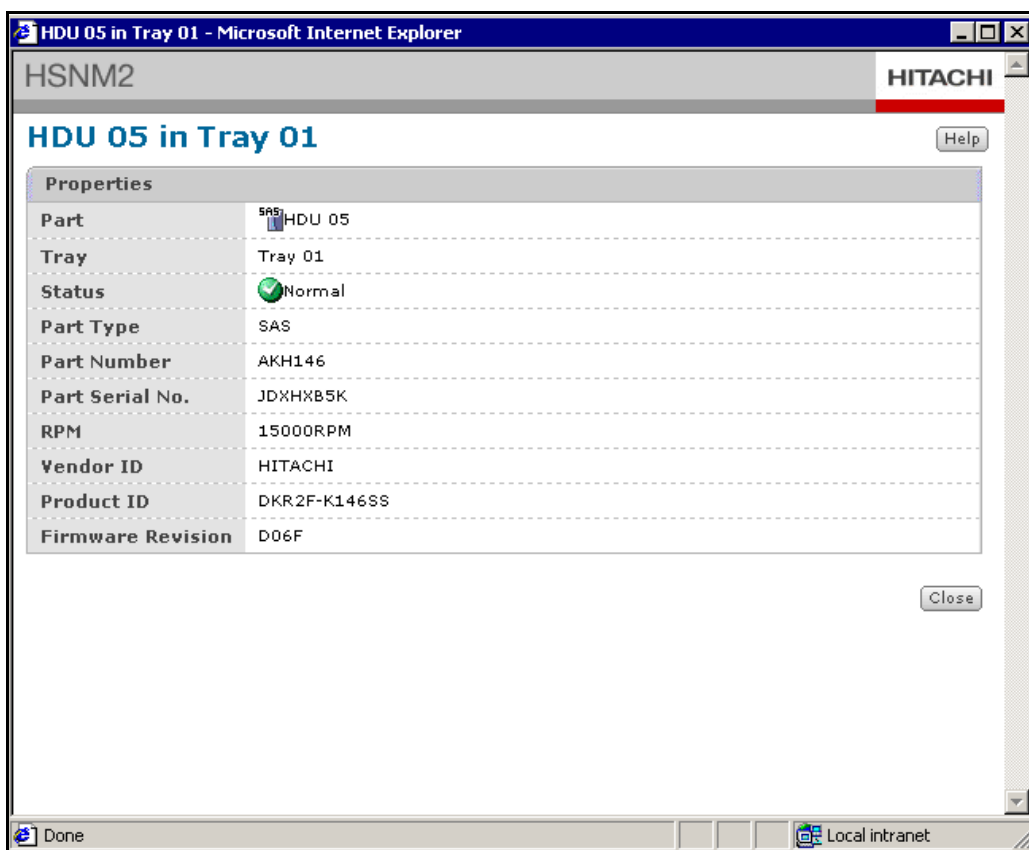 HDU 05 in Tray 01 - Microsoft Internet Explorer
HSNM2 HITACHI
HDU 05 in Tray 01 Help
Properties
Part SAS HDU 05
Tray Tray 01
Status Normal
Part Type SAS
Part Number AKH146
Part Serial No. JDXHXB5K
RPM 15000RPM
Vendor ID HITACHI
Product ID DKR2F-K146SS
Firmware Revision D06F
Close
Done Local intranet